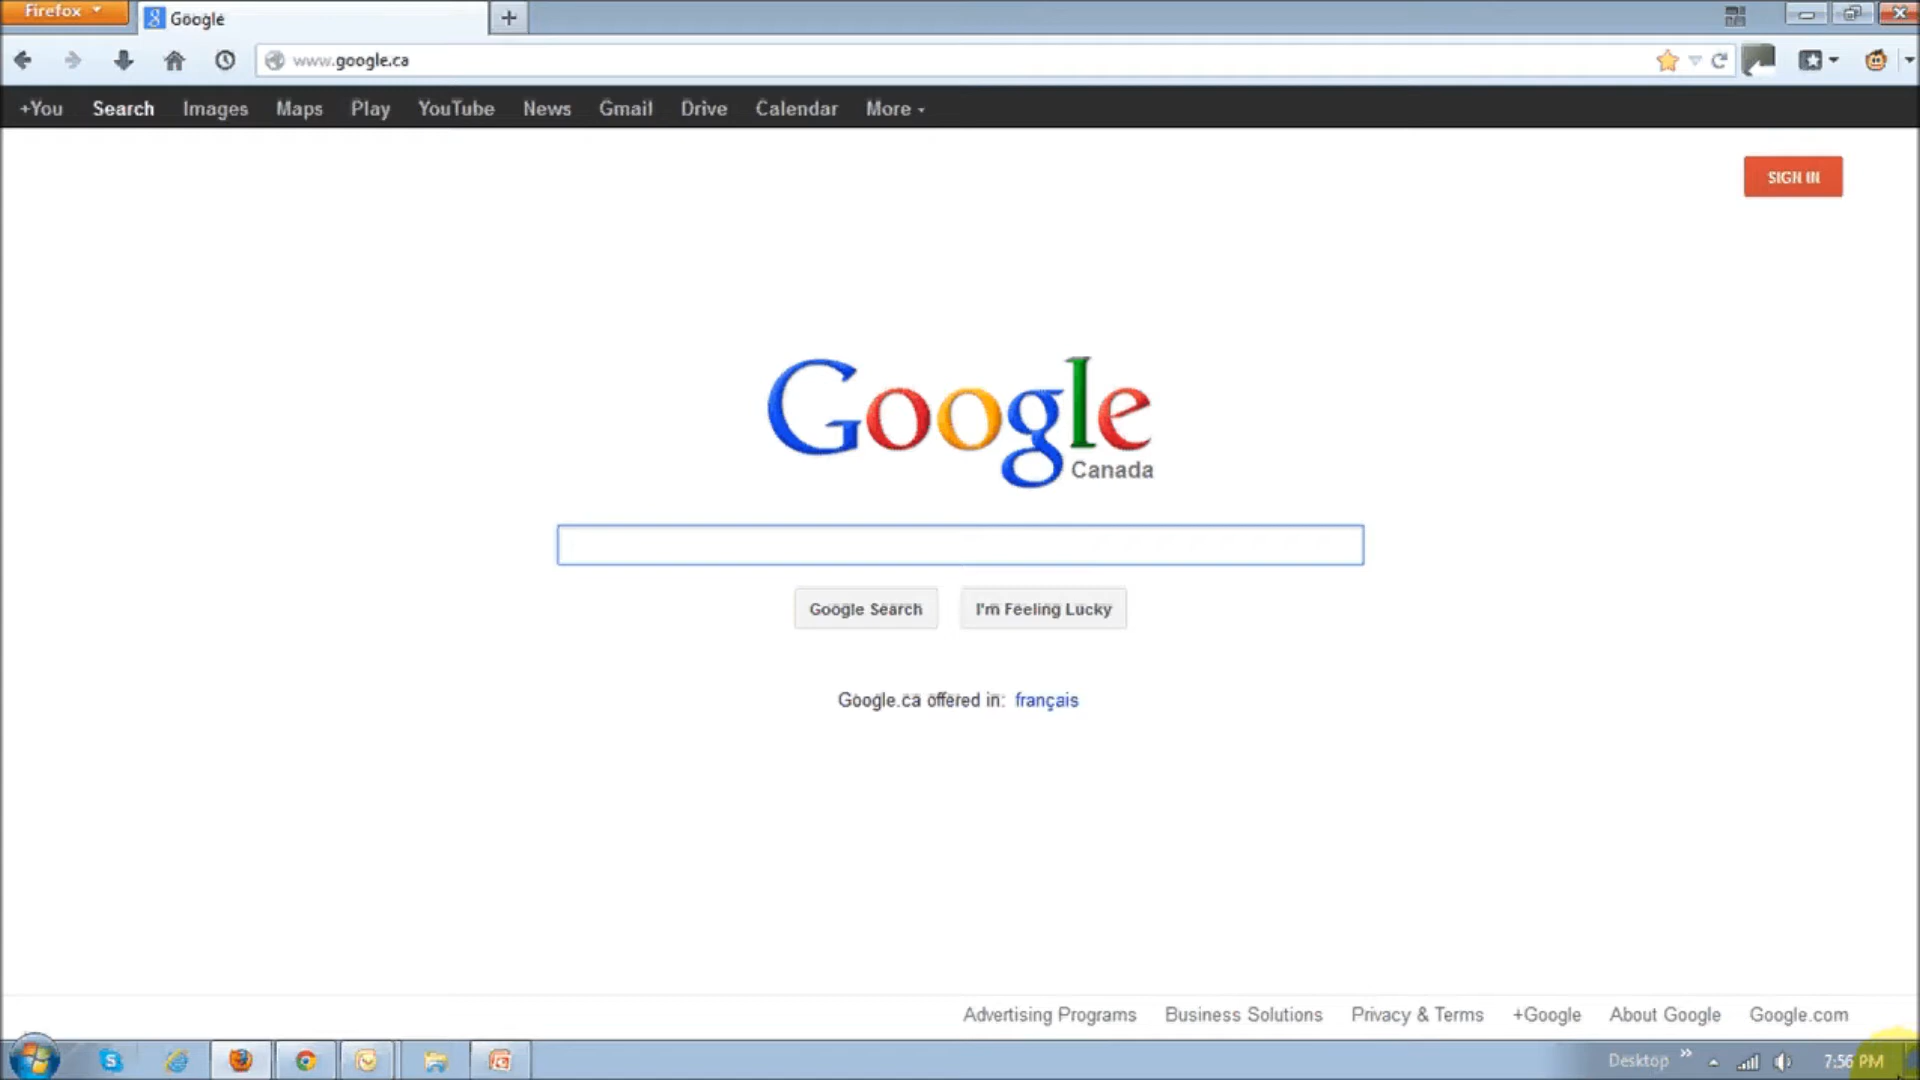 Firefox
Google
www.google.ca
+You Search Images Maps Play YouTube News Gmail Drive Calendar More
SIGN IN
Google
Canada
Google Search I'm Feeling Lucky
Google.ca offered in: français
Advertising Programs Business Solutions Privacy & Terms +Google About Google Google.com
Desktop 7:56 PM